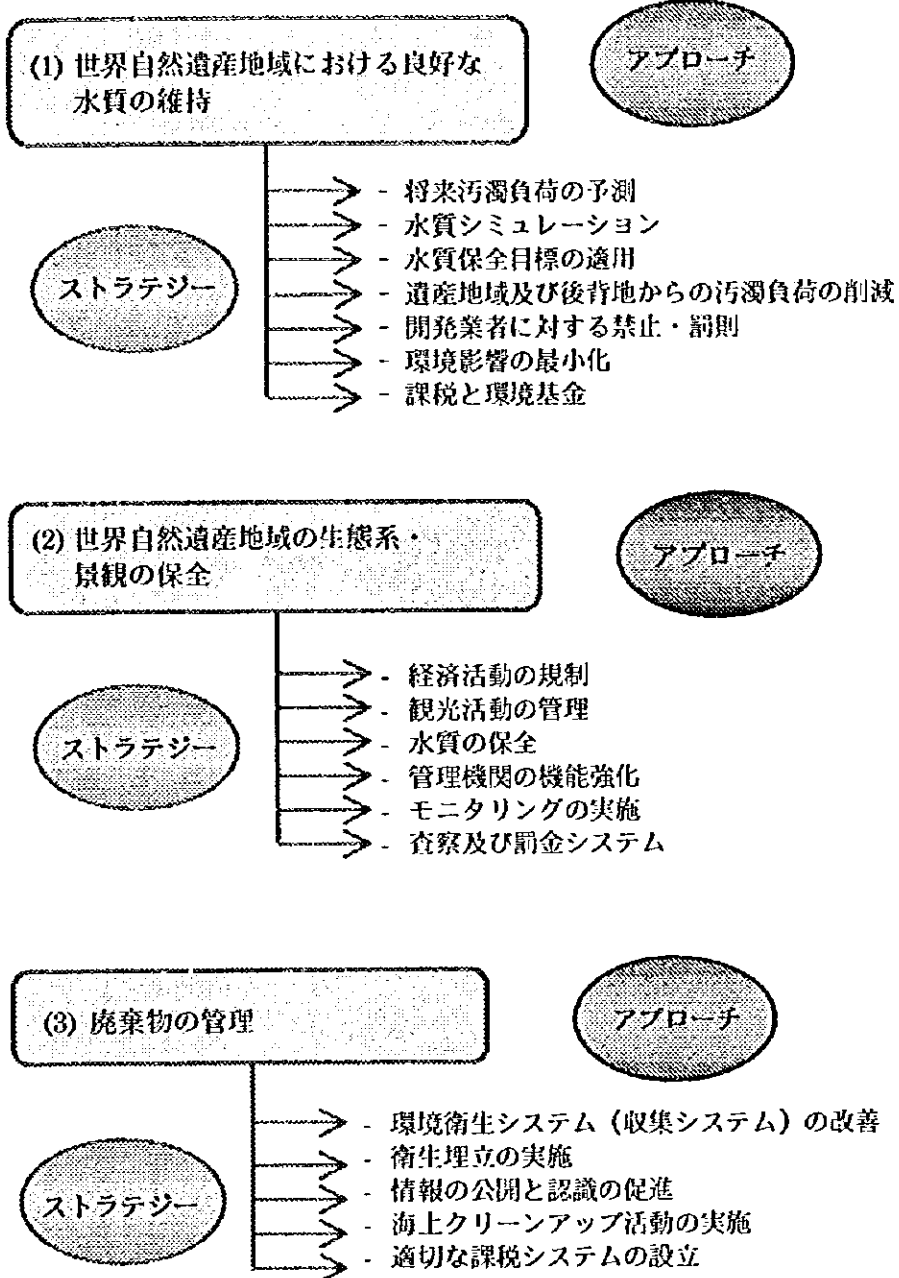 (1) 世界自然遺産地域における良好な
水質の維持
アプローチ
ストラテジー
- 将来汚濁負荷の予測
- 水質シミュレーション
- 水質保全目標の適用
- 遺産地域及び後背地からの汚濁負荷の削減
- 開発業者に対する禁止・罰則
- 環境影響の最小化
- 課税と環境基金
(2) 世界自然遺産地域の生態系・
景観の保全
アプローチ
ストラテジー
- 経済活動の規制
- 観光活動の管理
- 水質の保全
- 管理機関の機能強化
- モニタリングの実施
- 査察及び罰金システム
(3) 廃棄物の管理
アプローチ
ストラテジー
- 環境衛生システム（収集システム）の改善
- 衛生埋立の実施
- 情報の公開と認識の促進
- 海上クリーンアップ活動の実施
- 適切な課税システムの設立